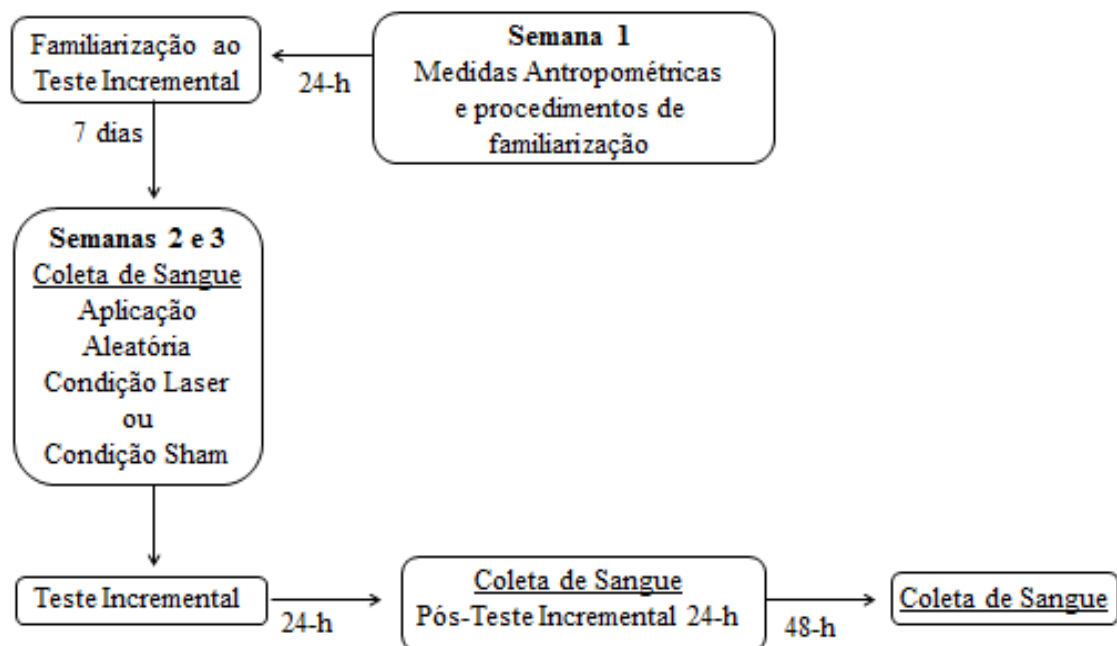 Semana 1
Medidas Antropométricas
e procedimentos de
familiarização
24-h
Familiarização ao
Teste Incremental
7 dias
Semanas 2 e 3
Coleta de Sangue
Aplicação
Aleatória
Condição Laser
ou
Condição Sham
Teste Incremental
24-h
Coleta de Sangue
Pós-Teste Incremental 24-h
48-h
Coleta de Sangue